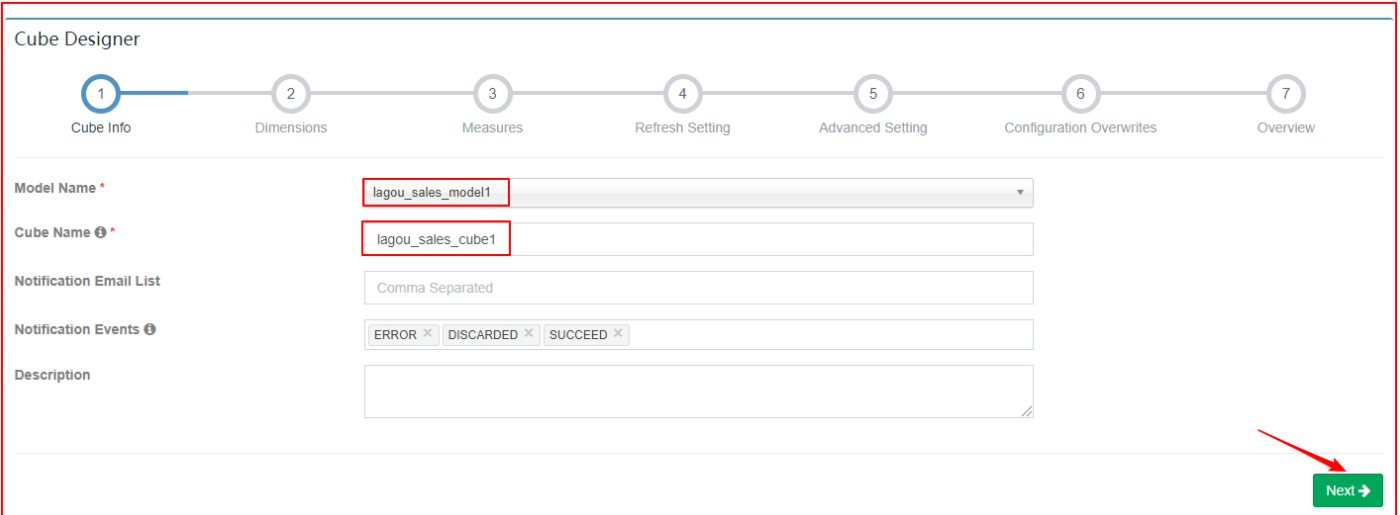 Cube Designer
1 2 3 4 5 6 7
Cube Info Dimensions Measures Refresh Setting Advanced Setting Configuration Overwrites Overview
Model Name * lagou_sales_model1
Cube Name * lagou_sales_cube1
Notification Email List Comma Separated
Notification Events ERROR × DISCARDED × SUCCEED ×
Description
Next →